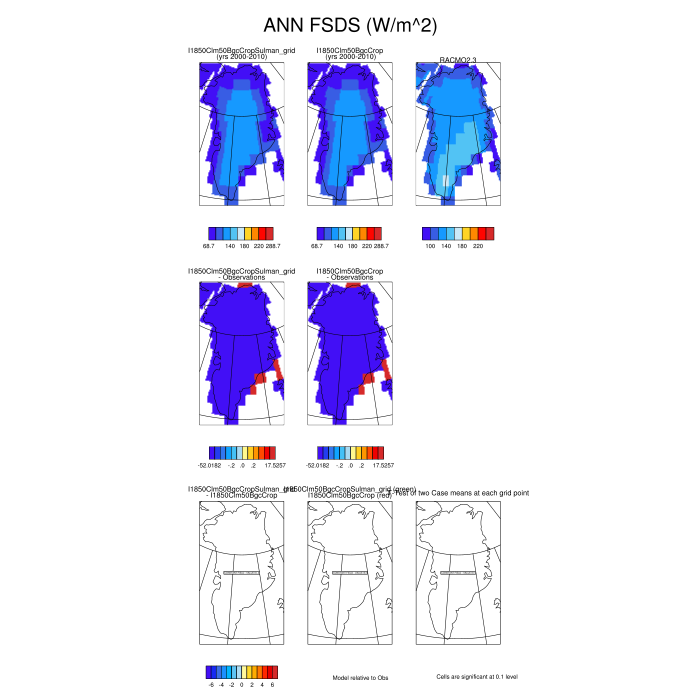 ANN FSDS (W/m^2)
I1850Clm50BgcCropSulman_grid
(yrs 2000-2010)
I1850Clm50BgcCrop
(yrs 2000-2010)
RACMO2.3
68.7 140 180 220 288.7
68.7 140 180 220 288.7
100 140 180 220
I1850Clm50BgcCropSulman_grid
- Observations
I1850Clm50BgcCrop
- Observations
-52.0182 -.2 .0 .2 17.5257
-52.0182 -.2 .0 .2 17.5257
I1850Clm50BgcCropSulman_grid
- I1850Clm50BgcCrop
I1850ClmBgcCropSulman_grid (green)
I1850Clm50BgcCrop (red)
-Test of two Case means at each grid point
-6 -4 -2 0 2 4 6
Model relative to Obs
Cells are significant at 0.1 level